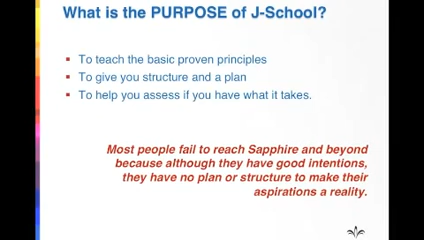 What is the PURPOSE of J-School?
To teach the basic proven principles
To give you structure and a plan
To help you assess if you have what it takes.
Most people fail to reach Sapphire and beyond
because although they have good intentions,
they have no plan or structure to make their
aspirations a reality.